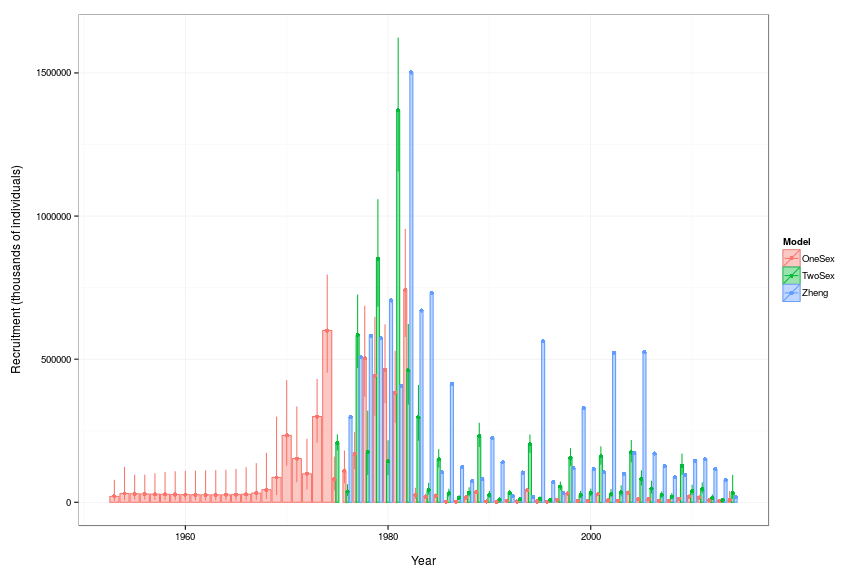 1500000
1000000
500000
0
Recruitment (thousands of individuals)
1960
1980
2000
Year
Model
OneSex
TwoSex
Zheng